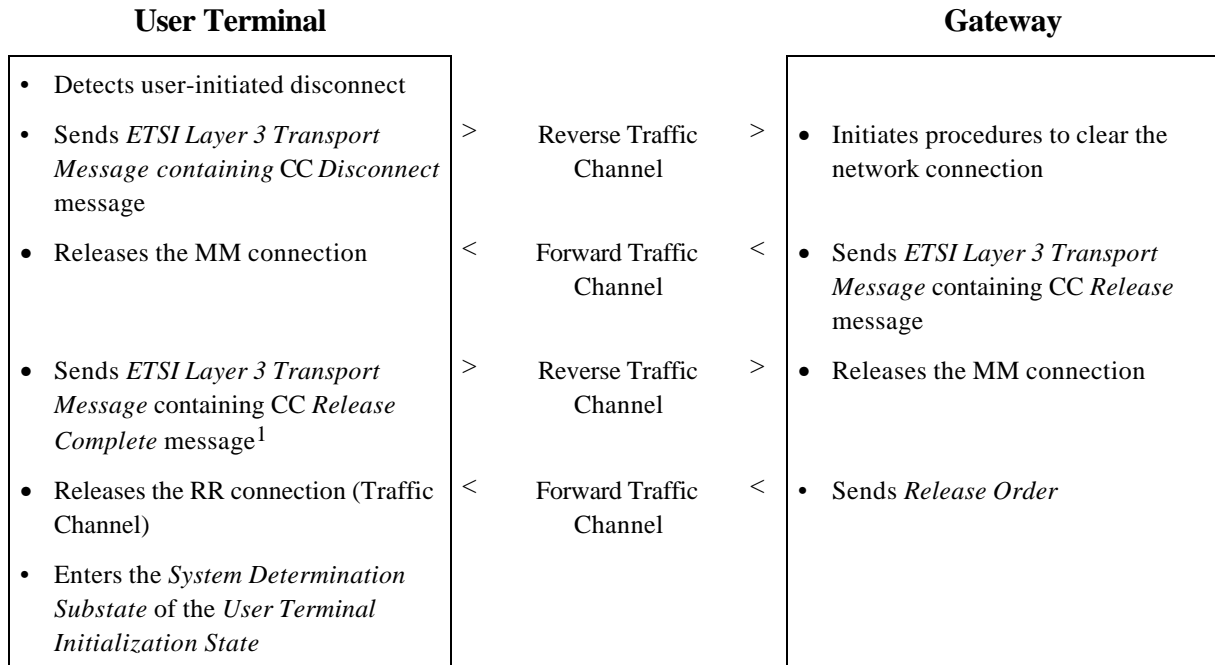 User Terminal Gateway
• Detects user-initiated disconnect
• Sends ETSI Layer 3 Transport > Reverse Traffic > • Initiates procedures to clear the
Message containing CC Disconnect Channel network connection
message
• Releases the MM connection < Forward Traffic < • Sends ETSI Layer 3 Transport
Channel Message containing CC Release
message
• Sends ETSI Layer 3 Transport > Reverse Traffic > • Releases the MM connection
Message containing CC Release Channel
Complete message1
• Releases the RR connection (Traffic < Forward Traffic < • Sends Release Order
Channel) Channel
• Enters the System Determination
Substate of the User Terminal
Initialization State